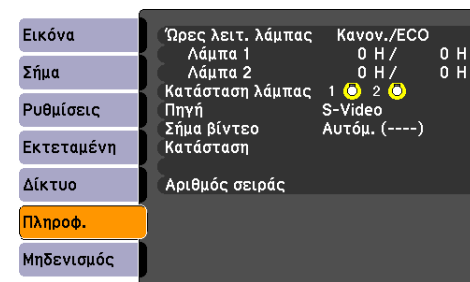 Εικόνα
Σήμα
Ρυθμίσεις
Εκτεταμένη
Δίκτυο
Πληροφ.
Μηδενισμός
Ώρες λειτ. λάμπας Κανον./ECO
Λάμπα 1 0 H/ 0 H
Λάμπα 2 0 H/ 0 H
Κατάσταση λάμπας 1 2
Πηγή S-Video
Σήμα βίντεο Αυτόμ. (----)
Κατάσταση
Αριθμός σειράς